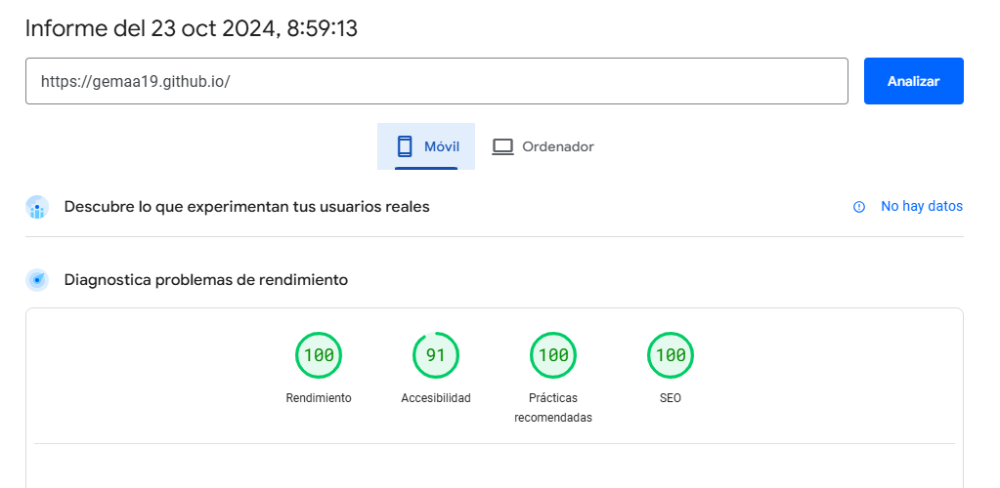 Informe del 23 oct 2024, 8:59:13
https://gemaa19.github.io/
Analizar
Móvil
Ordenador
Descubre lo que experimentan tus usuarios reales
No hay datos
Diagnostica problemas de rendimiento
100
91
100
100
Rendimiento
Accesibilidad
Prácticas
recomendadas
SEO